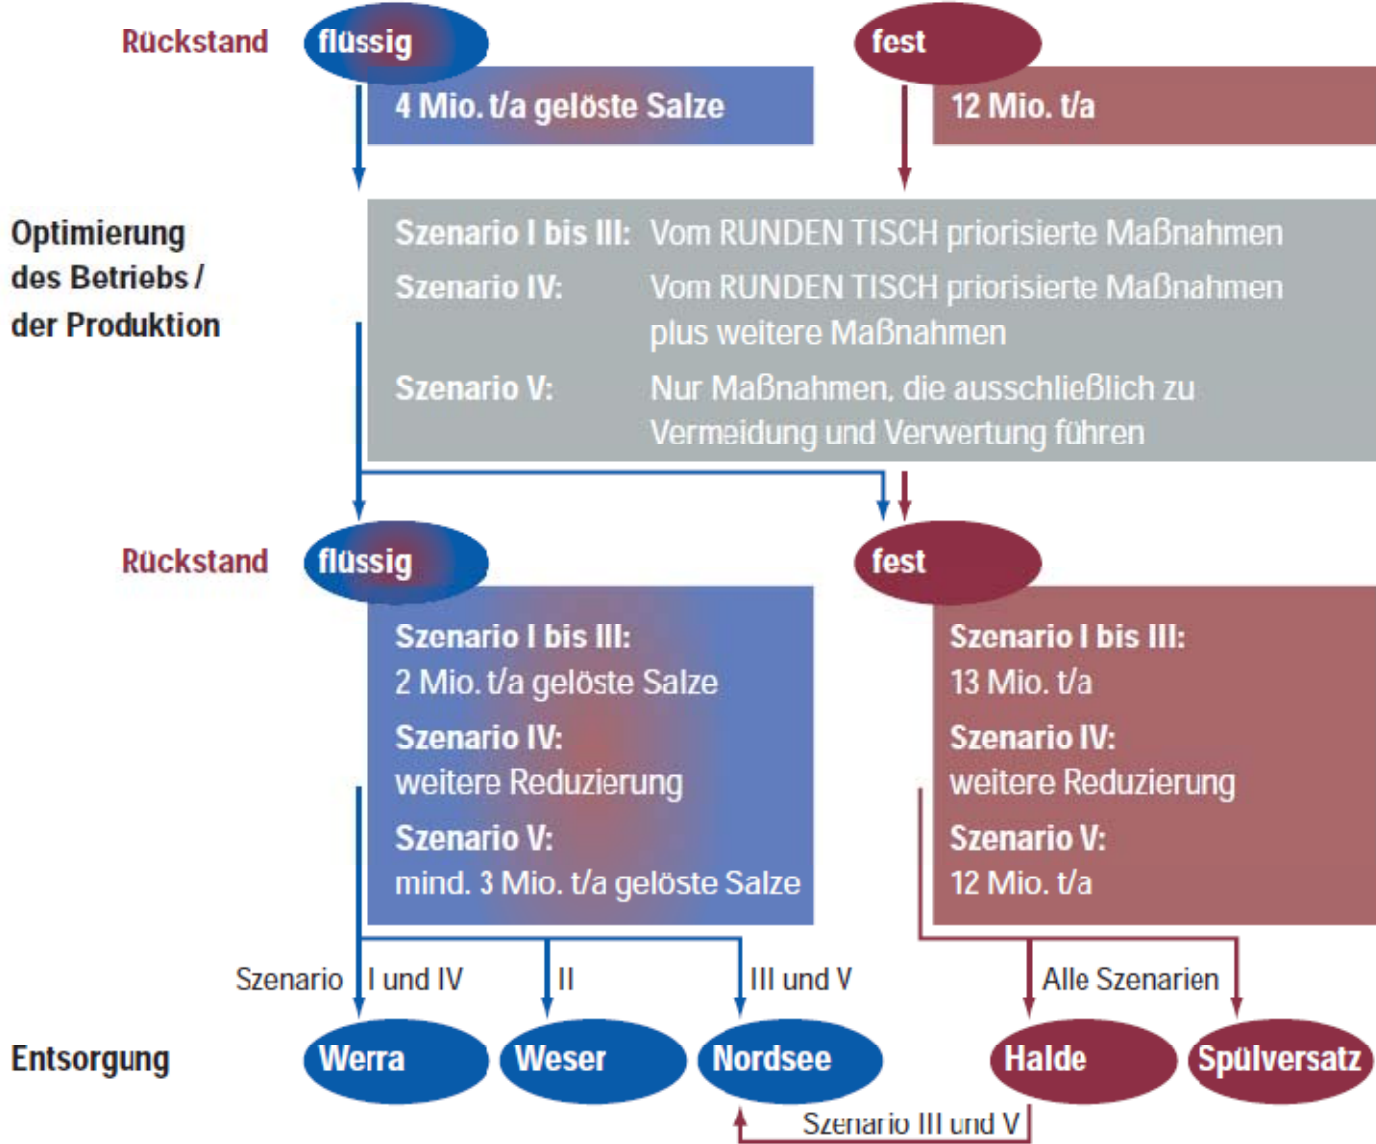 Rückstand flüssig fest
4 Mio. t/a gelöste Salze 12 Mio. t/a
Optimierung
des Betriebs /
der Produktion
Szenario I bis III: Vom RUNDEN TISCH priorisierte Maßnahmen
Szenario IV: Vom RUNDEN TISCH priorisierte Maßnahmen
plus weitere Maßnahmen
Szenario V: Nur Maßnahmen, die ausschließlich zu
Vermeidung und Verwertung führen
Rückstand flüssig fest
Szenario I bis III:
2 Mio. t/a gelöste Salze
Szenario IV:
weitere Reduzierung
Szenario V:
mind. 3 Mio. t/a gelöste Salze
Szenario I bis III:
13 Mio. t/a
Szenario IV:
weitere Reduzierung
Szenario V:
12 Mio. t/a
Szenario I und IV II III und V Alle Szenarien
Entsorgung Werra Weser Nordsee Halde Spülversatz
Szenario III und V